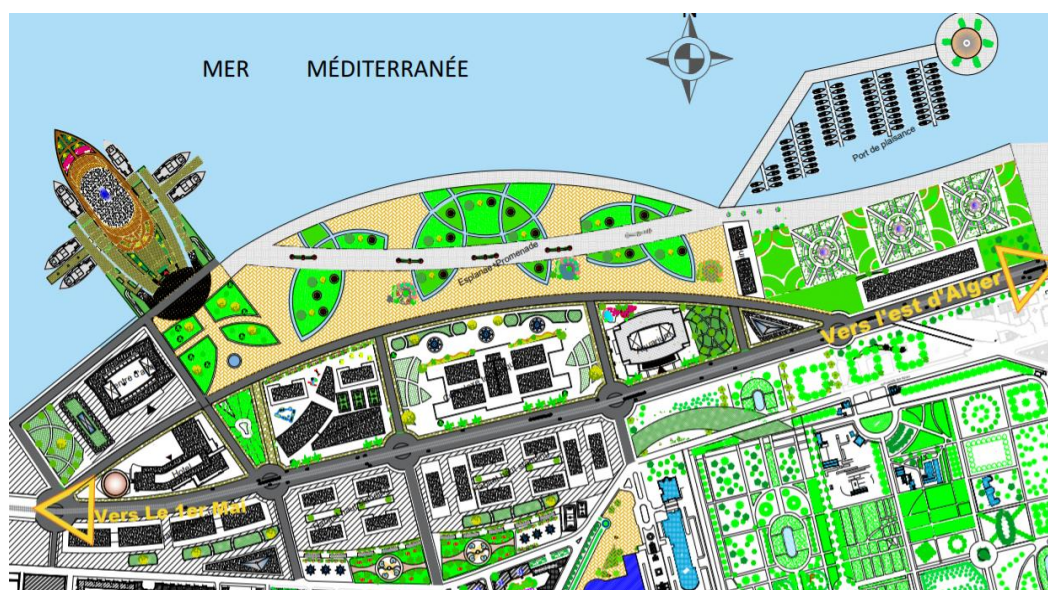 N
MER MÉDITERRANÉE
Port de plaisance
Esplanade Promenade
Vers l'est d'Alger
Hotel
Vers Le 1er Mai